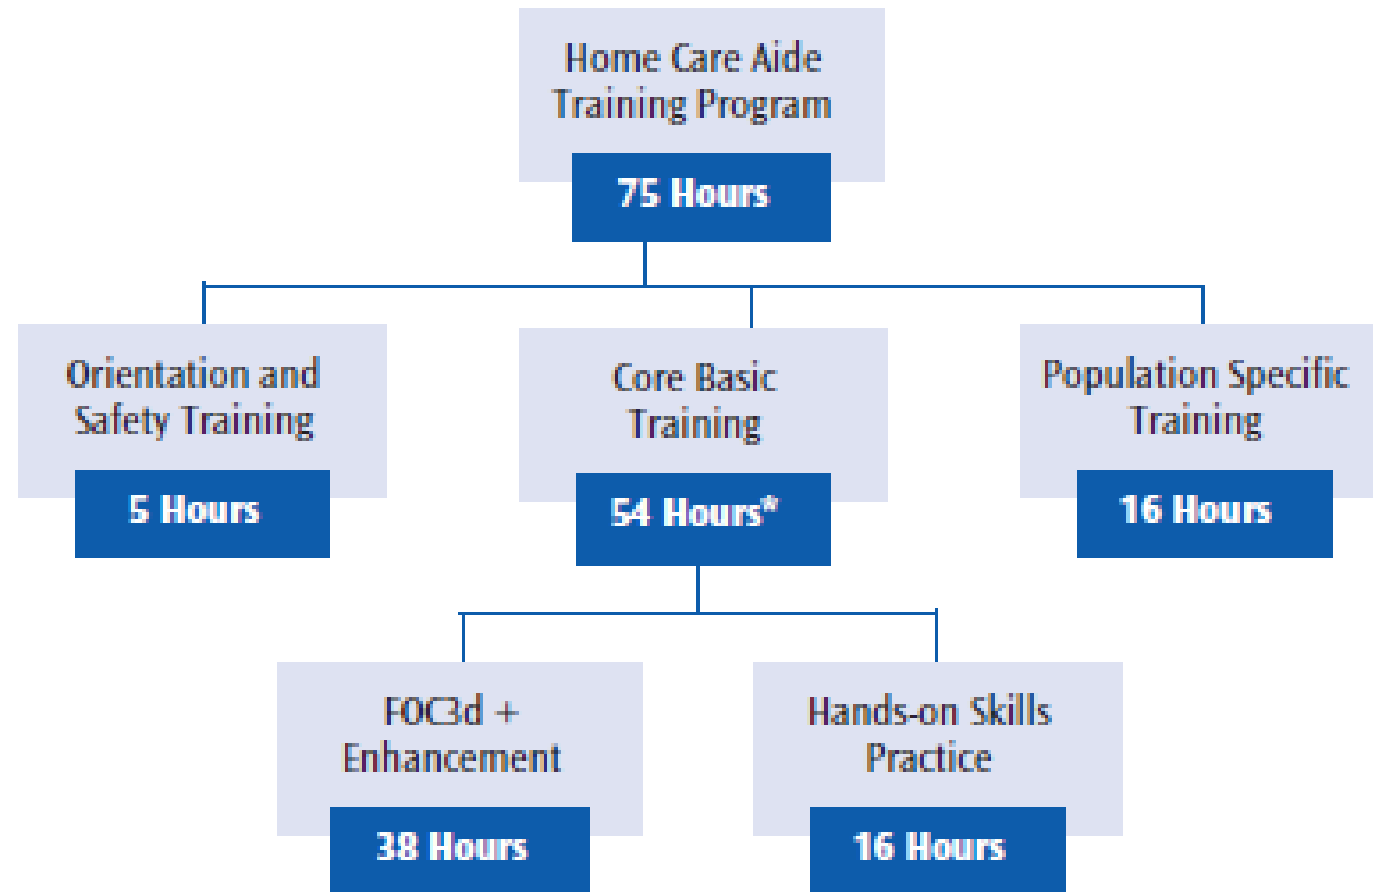 Home Care Aide
Training Program
75 Hours
Orientation and
Safety Training
5 Hours
Core Basic
Training
54 Hours*
Population Specific
Training
16 Hours
FOC3d +
Enhancement
38 Hours
Hands-on Skills
Practice
16 Hours